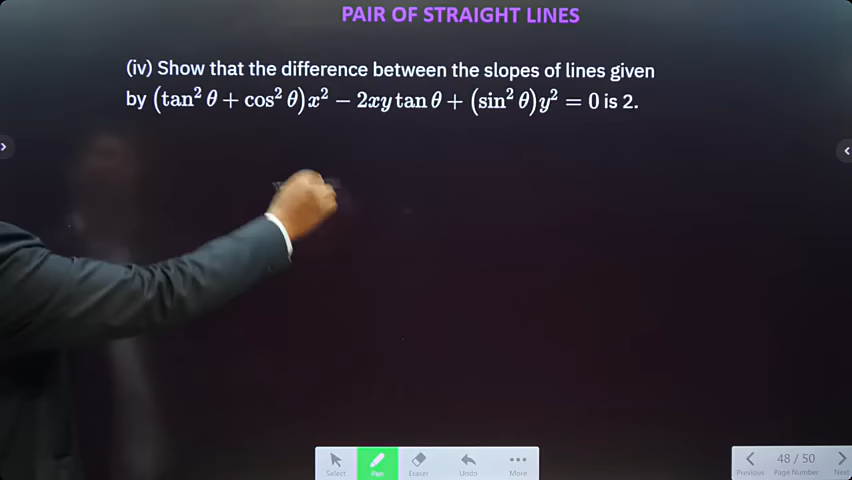 PAIR OF STRAIGHT LINES
(iv) Show that the difference between the slopes of lines given
by (tan² θ + cos² θ)x² − 2xy tan θ + (sin² θ)y² = 0 is 2.
Select
Pen
Eraser
Undo
More
48 / 50
Previous
Page Number
Next